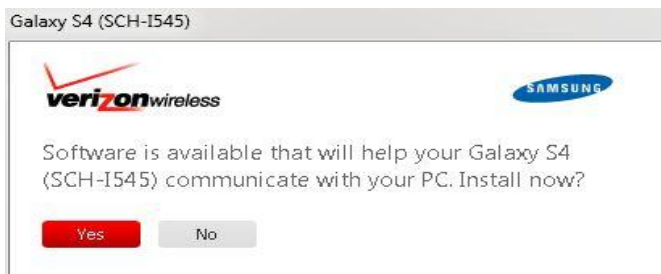 Galaxy S4 (SCH-I545)
verizonwireless
SAMSUNG
Software is available that will help your Galaxy S4
(SCH-I545) communicate with your PC. Install now?
Yes
No